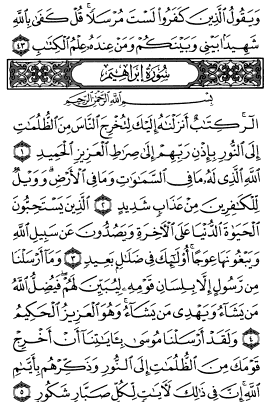 وَيَقُولُ ٱلَّذِينَ كَفَرُوا۟ لَسْتَ مُرْسَلًا ۚ قُلْ كَفَىٰ بِٱللَّهِ
شَهِيدًۢا بَيْنِى وَبَيْنَكُمْ وَمَنْ عِندَهُۥ عِلْمُ ٱلْكِتَٰبِ ٤٣
سُورَةُ إِبْرَاهِيمَ
بِسْمِ ٱللَّهِ ٱلرَّحْمَٰنِ ٱلرَّحِيمِ
الٓر ۚ كِتَٰبٌ أَنزَلْنَٰهُ إِلَيْكَ لِتُخْرِجَ ٱلنَّاسَ مِنَ ٱلظُّلُمَٰتِ
إِلَى ٱلنُّورِ بِإِذْنِ رَبِّهِمْ إِلَىٰ صِرَٰطِ ٱلْعَزِيزِ ٱلْحَمِيدِ ١
ٱللَّهِ ٱلَّذِى لَهُۥ مَا فِى ٱلسَّمَٰوَٰتِ وَمَا فِى ٱلْأَرْضِ ۗ وَوَيْلٌ
لِّلْكَٰفِرِينَ مِنْ عَذَابٍ شَدِيدٍ ٢ ٱلَّذِينَ يَسْتَحِبُّونَ
ٱلْحَيَوٰةَ ٱلدُّنْيَا عَلَى ٱلْـَٔاخِرَةِ وَيَصُدُّونَ عَن سَبِيلِ ٱللَّهِ
وَيَبْغُونَهَا عِوَجًا ۚ أُو۟لَٰٓئِكَ فِى ضَلَٰلٍۭ بَعِيدٍ ٣ وَمَآ أَرْسَلْنَا
مِن رَّسُولٍ إِلَّا بِلِسَانِ قَوْمِهِۦ لِيُبَيِّنَ لَهُمْ ۖ فَيُضِلُّ ٱللَّهُ
مَن يَشَآءُ وَيَهْدِى مَن يَشَآءُ ۚ وَهُوَ ٱلْعَزِيزُ ٱلْحَكِيمُ
٤ وَلَقَدْ أَرْسَلْنَا مُوسَىٰ بِـَٔايَٰتِنَآ أَنْ أَخْرِجْ
قَوْمَكَ مِنَ ٱلظُّلُمَٰتِ إِلَى ٱلنُّورِ وَذَكِّرْهُم بِأَيَّىٰمِ
ٱللَّهِ ۚ إِنَّ فِى ذَٰلِكَ لَـَٔايَٰتٍ لِّكُلِّ صَبَّارٍ شَكُورٍ ٥